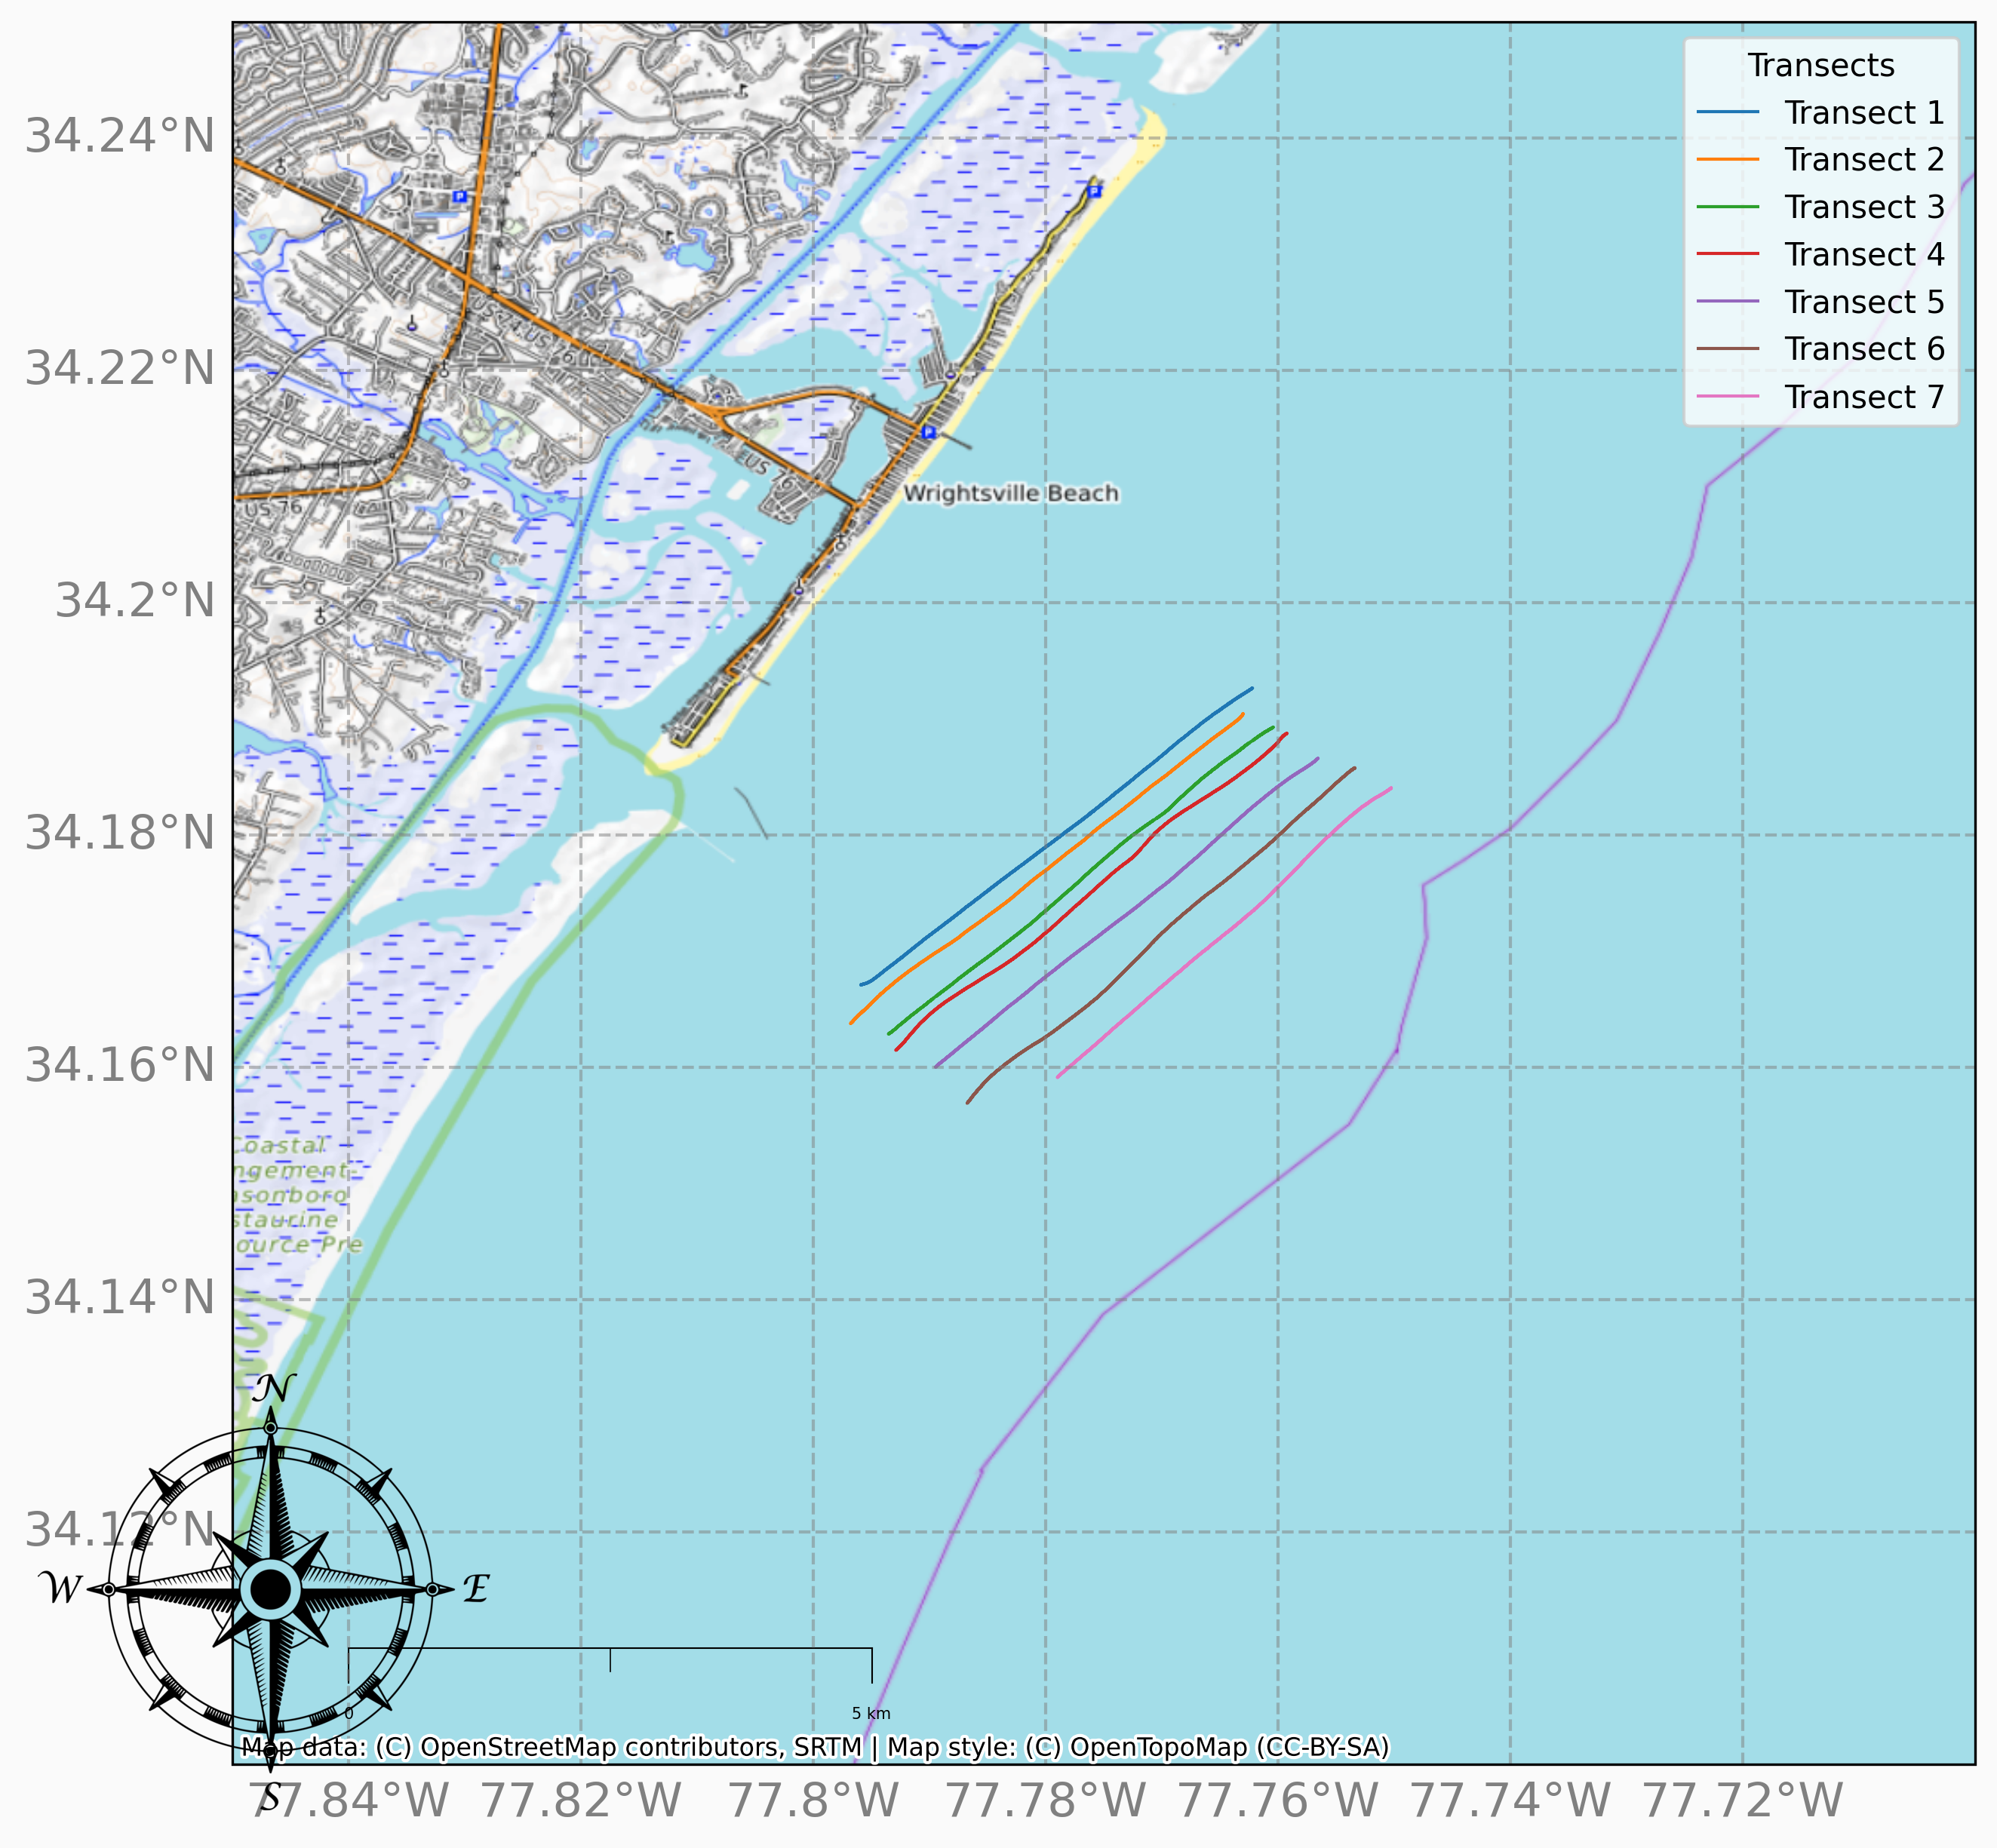 Transects
Transect 1
Transect 2
Transect 3
Transect 4
Transect 5
Transect 6
Transect 7
34.24°N
34.22°N
34.2°N
34.18°N
34.16°N
34.14°N
34.12°N
US 76
US 76
Wrightsville Beach
Coastal
ngement-
asonboro
staurine
ource Pre
N
W
E
S
0
5 km
Map data: (C) OpenStreetMap contributors, SRTM | Map style: (C) OpenTopoMap (CC-BY-SA)
77.84°W
77.82°W
77.8°W
77.78°W
77.76°W
77.74°W
77.72°W